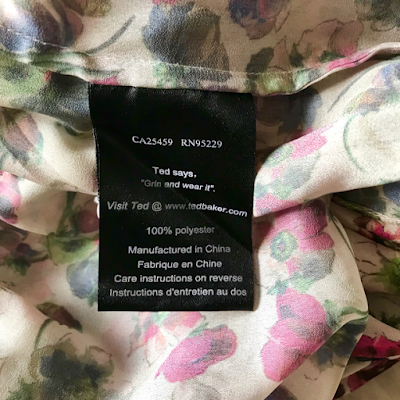 CA25459 RN95229
Ted says,
"Grin and wear it".
Visit Ted @ www.tedbaker.com
100% polyester
Manufactured in China
Fabrique en Chine
Care instructions on reverse
Instructions d'entretien au dos